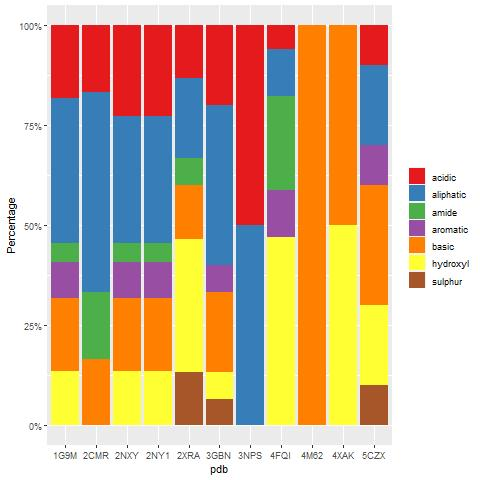 100%
75%
50%
25%
0%
Percentage
1G9M 2CMR 2NXY 2NY1 2XRA 3GBN 3NPS 4FQI 4M62 4XAK 5CZX
pdb
acidic
aliphatic
amide
aromatic
basic
hydroxyl
sulphur